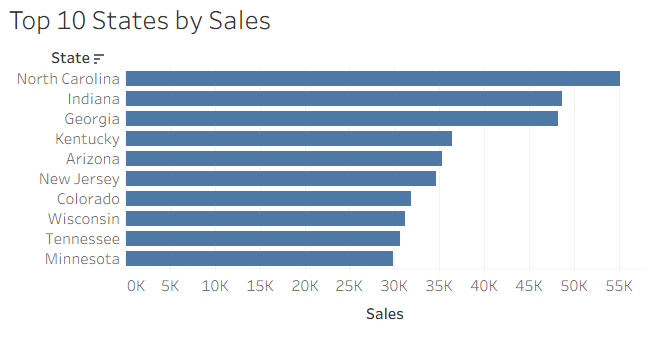 Top 10 States by Sales
State
North Carolina
Indiana
Georgia
Kentucky
Arizona
New Jersey
Colorado
Wisconsin
Tennessee
Minnesota
0K 5K 10K 15K 20K 25K 30K 35K 40K 45K 50K 55K
Sales